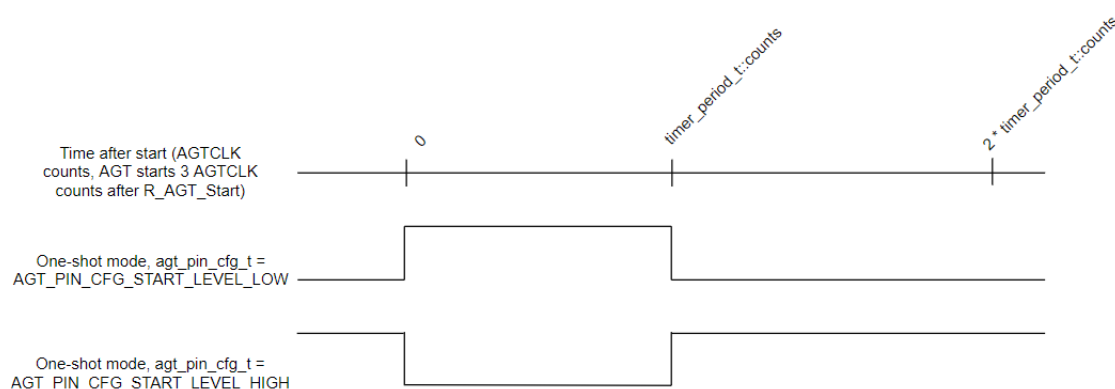 0
timer_period_t::counts
2 * timer_period_t::counts
Time after start (AGTCLK
counts, AGT starts 3 AGTCLK
counts after R_AGT_Start)
One-shot mode, agt_pin_cfg_t =
AGT_PIN_CFG_START_LEVEL_LOW
One-shot mode, agt_pin_cfg_t =
AGT_PIN_CFG_START_LEVEL_HIGH